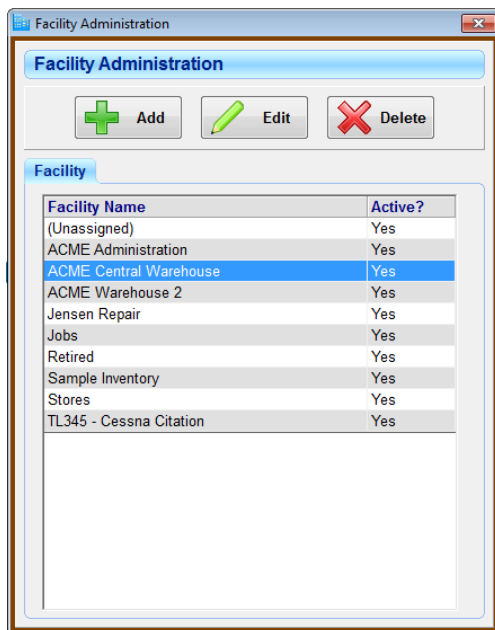 Facility Administration
Facility Administration
Add Edit Delete
Facility
Facility Name Active?
(Unassigned) Yes
ACME Administration Yes
ACME Central Warehouse Yes
ACME Warehouse 2 Yes
Jensen Repair Yes
Jobs Yes
Retired Yes
Sample Inventory Yes
Stores Yes
TL345 - Cessna Citation Yes